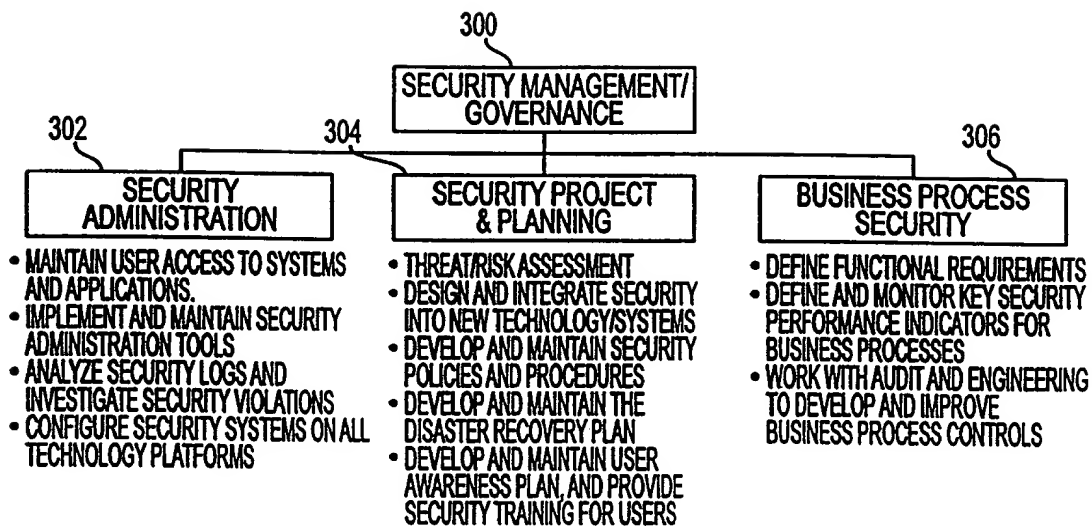 300
SECURITY MANAGEMENT/
GOVERNANCE
302
SECURITY
ADMINISTRATION
• MAINTAIN USER ACCESS TO SYSTEMS
AND APPLICATIONS.
• IMPLEMENT AND MAINTAIN SECURITY
ADMINISTRATION TOOLS
• ANALYZE SECURITY LOGS AND
INVESTIGATE SECURITY VIOLATIONS
• CONFIGURE SECURITY SYSTEMS ON ALL
TECHNOLOGY PLATFORMS
304
SECURITY PROJECT
& PLANNING
• THREAT/RISK ASSESSMENT
• DESIGN AND INTEGRATE SECURITY
INTO NEW TECHNOLOGY/SYSTEMS
• DEVELOP AND MAINTAIN SECURITY
POLICIES AND PROCEDURES
• DEVELOP AND MAINTAIN THE
DISASTER RECOVERY PLAN
• DEVELOP AND MAINTAIN USER
AWARENESS PLAN, AND PROVIDE
SECURITY TRAINING FOR USERS
306
BUSINESS PROCESS
SECURITY
• DEFINE FUNCTIONAL REQUIREMENTS
• DEFINE AND MONITOR KEY SECURITY
PERFORMANCE INDICATORS FOR
BUSINESS PROCESSES
• WORK WITH AUDIT AND ENGINEERING
TO DEVELOP AND IMPROVE
BUSINESS PROCESS CONTROLS